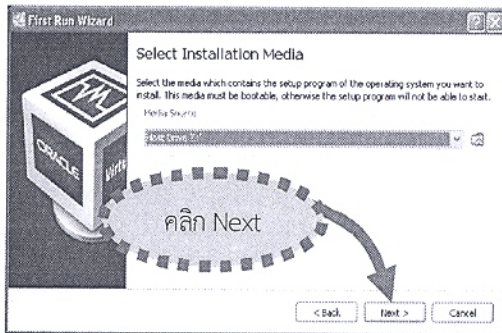 First Run Wizard
Select Installation Media
Select the media which contains the setup program of the operating system you want to
install. This media must be bootable, otherwise the setup program will not be able to start.
Media Source
ORACLE
คลิก Next
< Back
Next >
Cancel